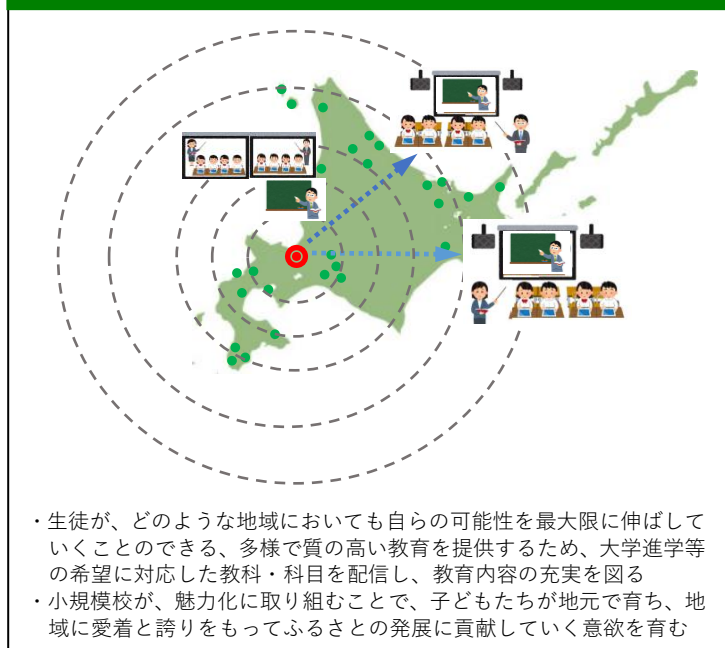 ・生徒が、どのような地域においても自らの可能性を最大限に伸ばして
いくことのできる、多様で質の高い教育を提供するため、大学進学等
の希望に対応した教科・科目を配信し、教育内容の充実を図る
・小規模校が、魅力化に取り組むことで、子どもたちが地元で育ち、地
域に愛着と誇りをもってふるさとの発展に貢献していく意欲を育む